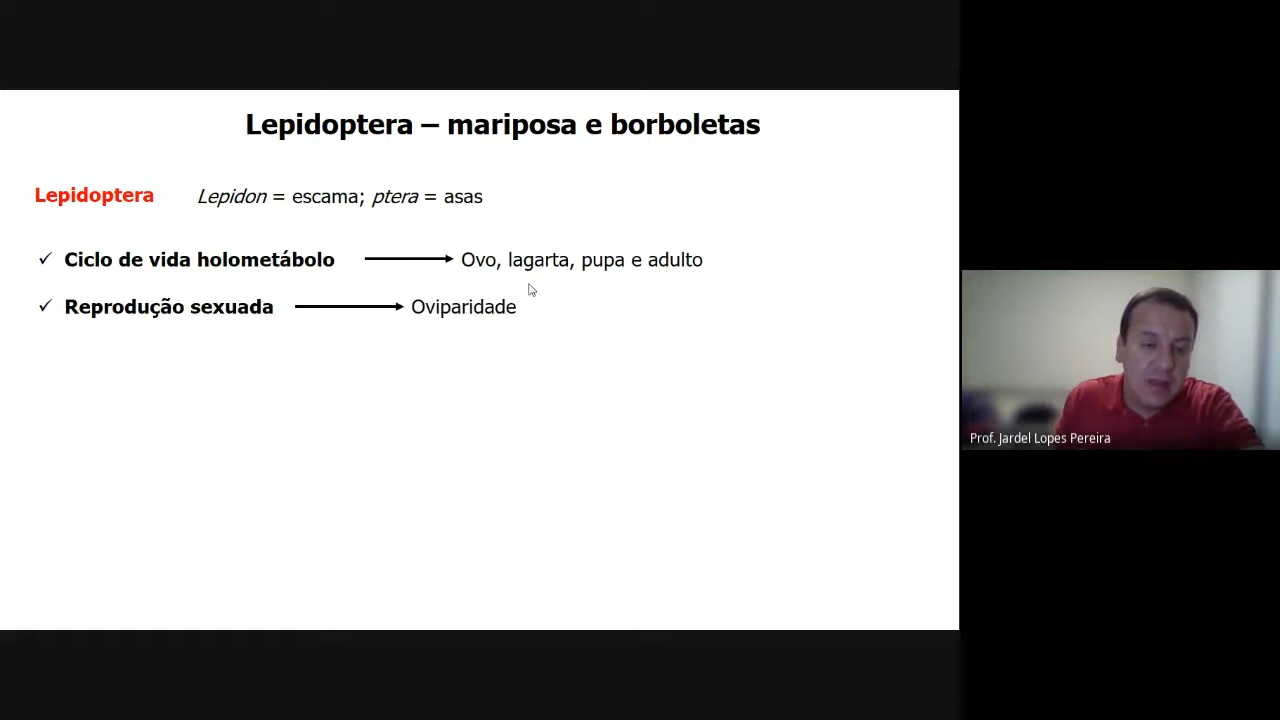 Lepidoptera – mariposa e borboletas
Lepidoptera Lepidon = escama; ptera = asas
✓ Ciclo de vida holometábolo → Ovo, lagarta, pupa e adulto
✓ Reprodução sexuada → Oviparidade
Prof. Jardel Lopes Pereira